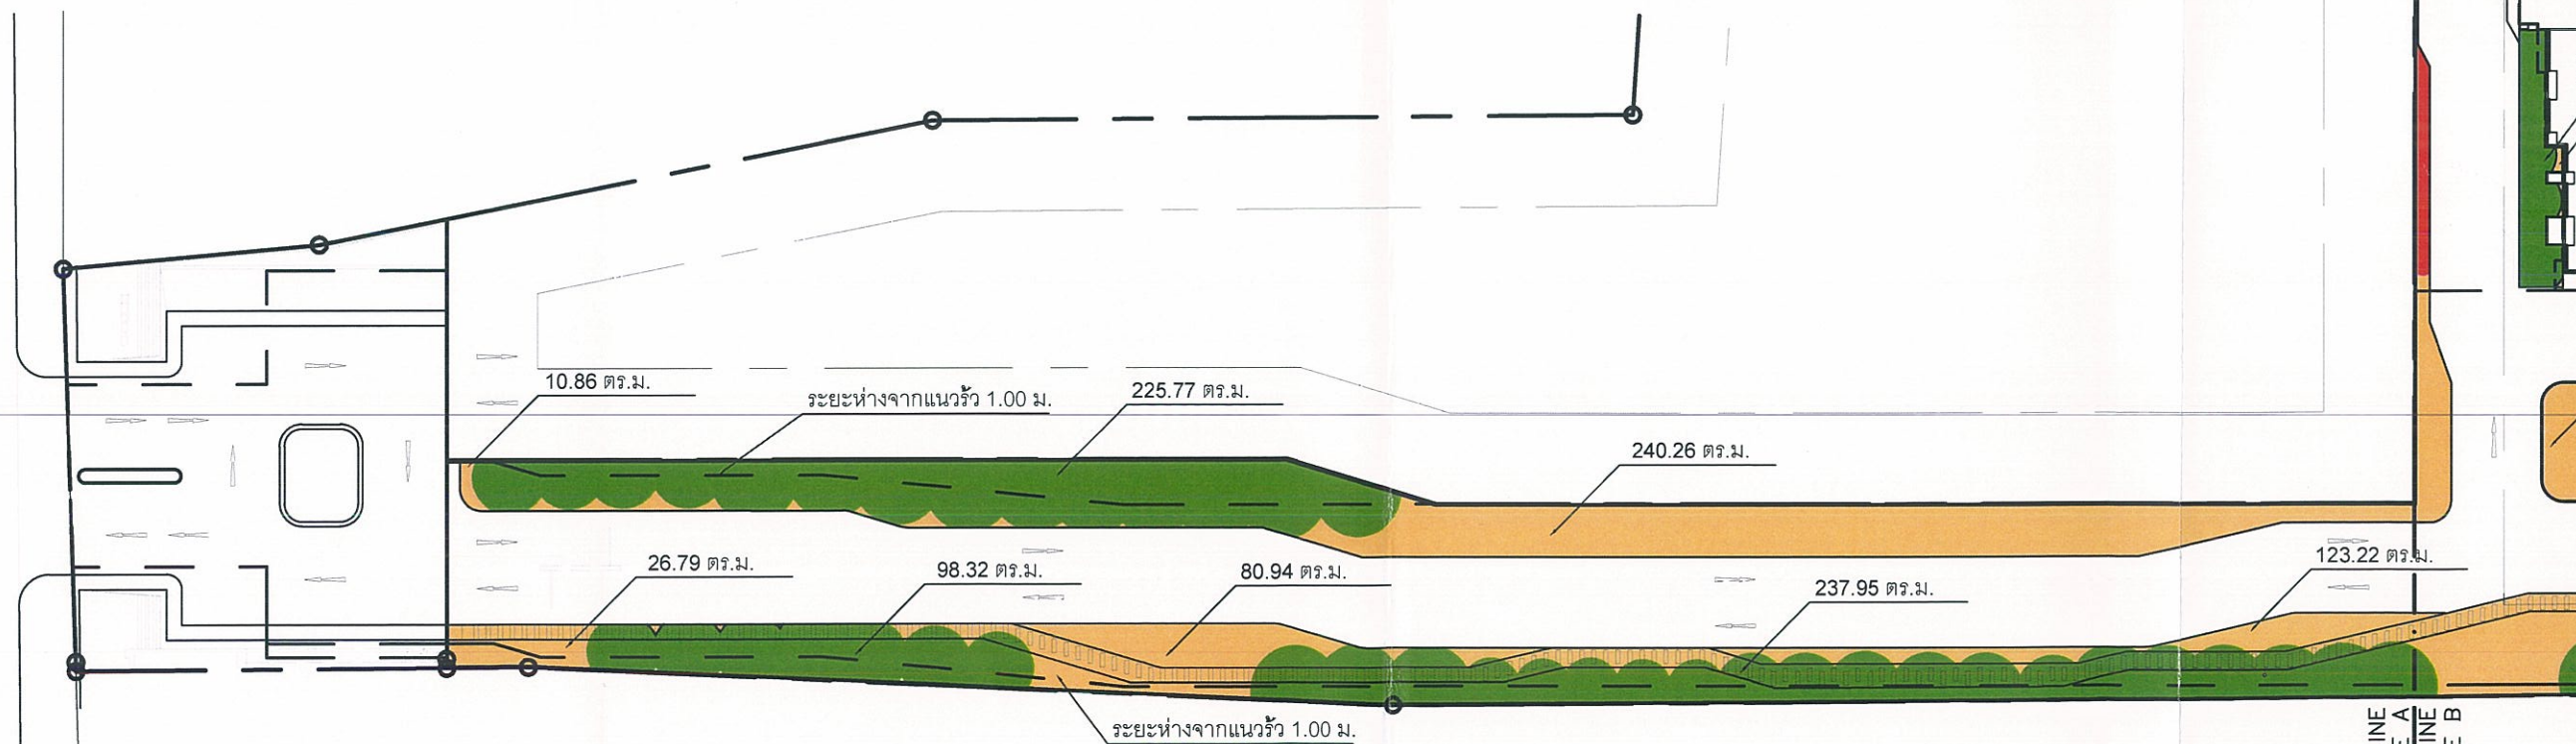 10.86 ตร.ม.
ระยะห่างจากแนวรั้ว 1.00 ม.
225.77 ตร.ม.
240.26 ตร.ม.
26.79 ตร.ม.
98.32 ตร.ม.
80.94 ตร.ม.
237.95 ตร.ม.
123.22 ตร.ม.
ระยะห่างจากแนวรั้ว 1.00 ม.
INE
E A
INE
E B